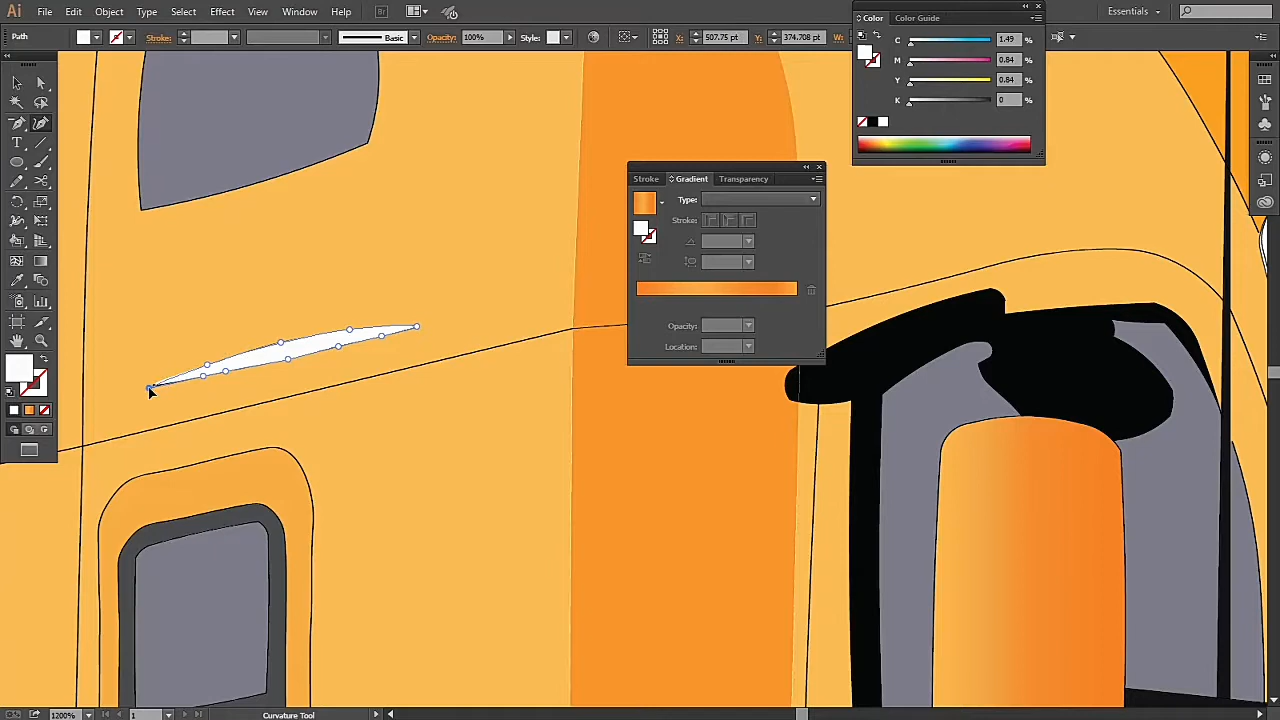 Ai File Edit Object Type Select Effect View Window Help Br Essentials
Path Stroke: Basic Opacity: 100% Style: X: 507.75 pt Y: 374.708 pt W:
Color Color Guide
C 1.49 %
M 0.84 %
Y 0.84 %
K 0 %
Stroke Gradient Transparency
Type:
Stroke:
Opacity:
Location:
1200% 1 Curvature Tool